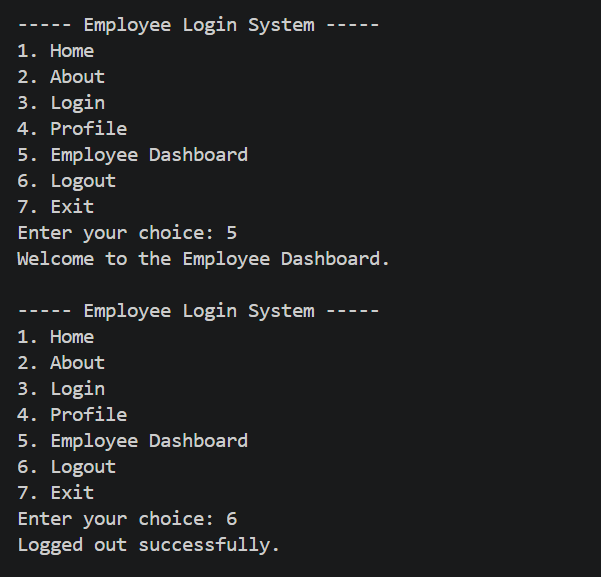 ----- Employee Login System -----
1. Home
2. About
3. Login
4. Profile
5. Employee Dashboard
6. Logout
7. Exit
Enter your choice: 5
Welcome to the Employee Dashboard.
----- Employee Login System -----
1. Home
2. About
3. Login
4. Profile
5. Employee Dashboard
6. Logout
7. Exit
Enter your choice: 6
Logged out successfully.